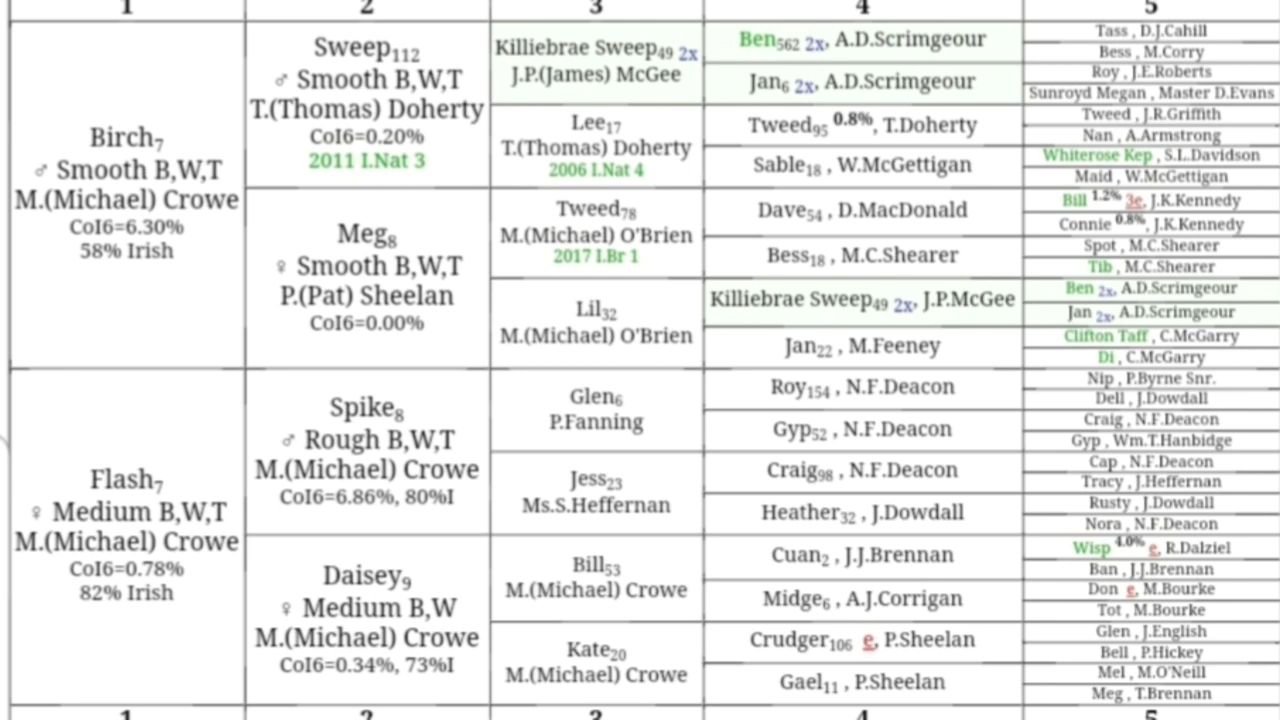 1 2 3 4 5
Birch7
♂ Smooth B,W,T
M.(Michael) Crowe
CoI6=6.30%
58% Irish
Flash7
♀ Medium B,W,T
M.(Michael) Crowe
CoI6=0.78%
82% Irish
Sweep112
♂ Smooth B,W,T
T.(Thomas) Doherty
CoI6=0.20%
2011 I.Nat 3
Meg8
♀ Smooth B,W,T
P.(Pat) Sheelan
CoI6=0.00%
Spike8
♂ Rough B,W,T
M.(Michael) Crowe
CoI6=6.86%, 80%I
Daisey9
♀ Medium B,W
M.(Michael) Crowe
CoI6=0.34%, 73%I
Killiebrae Sweep49 2x
J.P.(James) McGee
Lee17
T.(Thomas) Doherty
2006 I.Nat 4
Tweed78
M.(Michael) O'Brien
2017 I.Br 1
Lil32
M.(Michael) O'Brien
Glen6
P.Fanning
Jess23
Ms.S.Heffernan
Bill53
M.(Michael) Crowe
Kate20
M.(Michael) Crowe
Ben562 2x, A.D.Scrimgeour
Jan6 2x, A.D.Scrimgeour
Tweed95 0.8%, T.Doherty
Sable18 , W.McGettigan
Dave54 , D.MacDonald
Bess18 , M.C.Shearer
Killiebrae Sweep49 2x, J.P.McGee
Jan22 , M.Feeney
Roy154 , N.F.Deacon
Gyp52 , N.F.Deacon
Craig98 , N.F.Deacon
Heather32 , J.Dowdall
Cuan2 , J.J.Brennan
Midge6 , A.J.Corrigan
Crudger106 e, P.Sheelan
Gael11 , P.Sheelan
Tass , D.J.Cahill
Bess , M.Corry
Roy , J.E.Roberts
Sunroyd Megan , Master D.Evans
Tweed , J.R.Griffith
Nan , A.Armstrong
Whiterose Kep , S.L.Davidson
Maid , W.McGettigan
Bill 1.2% 3e, J.K.Kennedy
Connie 0.8%, J.K.Kennedy
Spot , M.C.Shearer
Tib , M.C.Shearer
Ben 2x, A.D.Scrimgeour
Jan 2x, A.D.Scrimgeour
Clifton Taff , C.McGarry
Di , C.McGarry
Nip , P.Byrne Snr.
Dell , J.Dowdall
Craig , N.F.Deacon
Gyp , Wm.T.Hanbidge
Cap , N.F.Deacon
Tracy , J.Heffernan
Rusty , J.Dowdall
Nora , N.F.Deacon
Wisp 4.0% e, R.Dalziel
Ban , J.J.Brennan
Don e, M.Bourke
Tot , M.Bourke
Glen , J.English
Bell , P.Hickey
Mel , M.O'Neill
Meg , T.Brennan
1 2 3 4 5